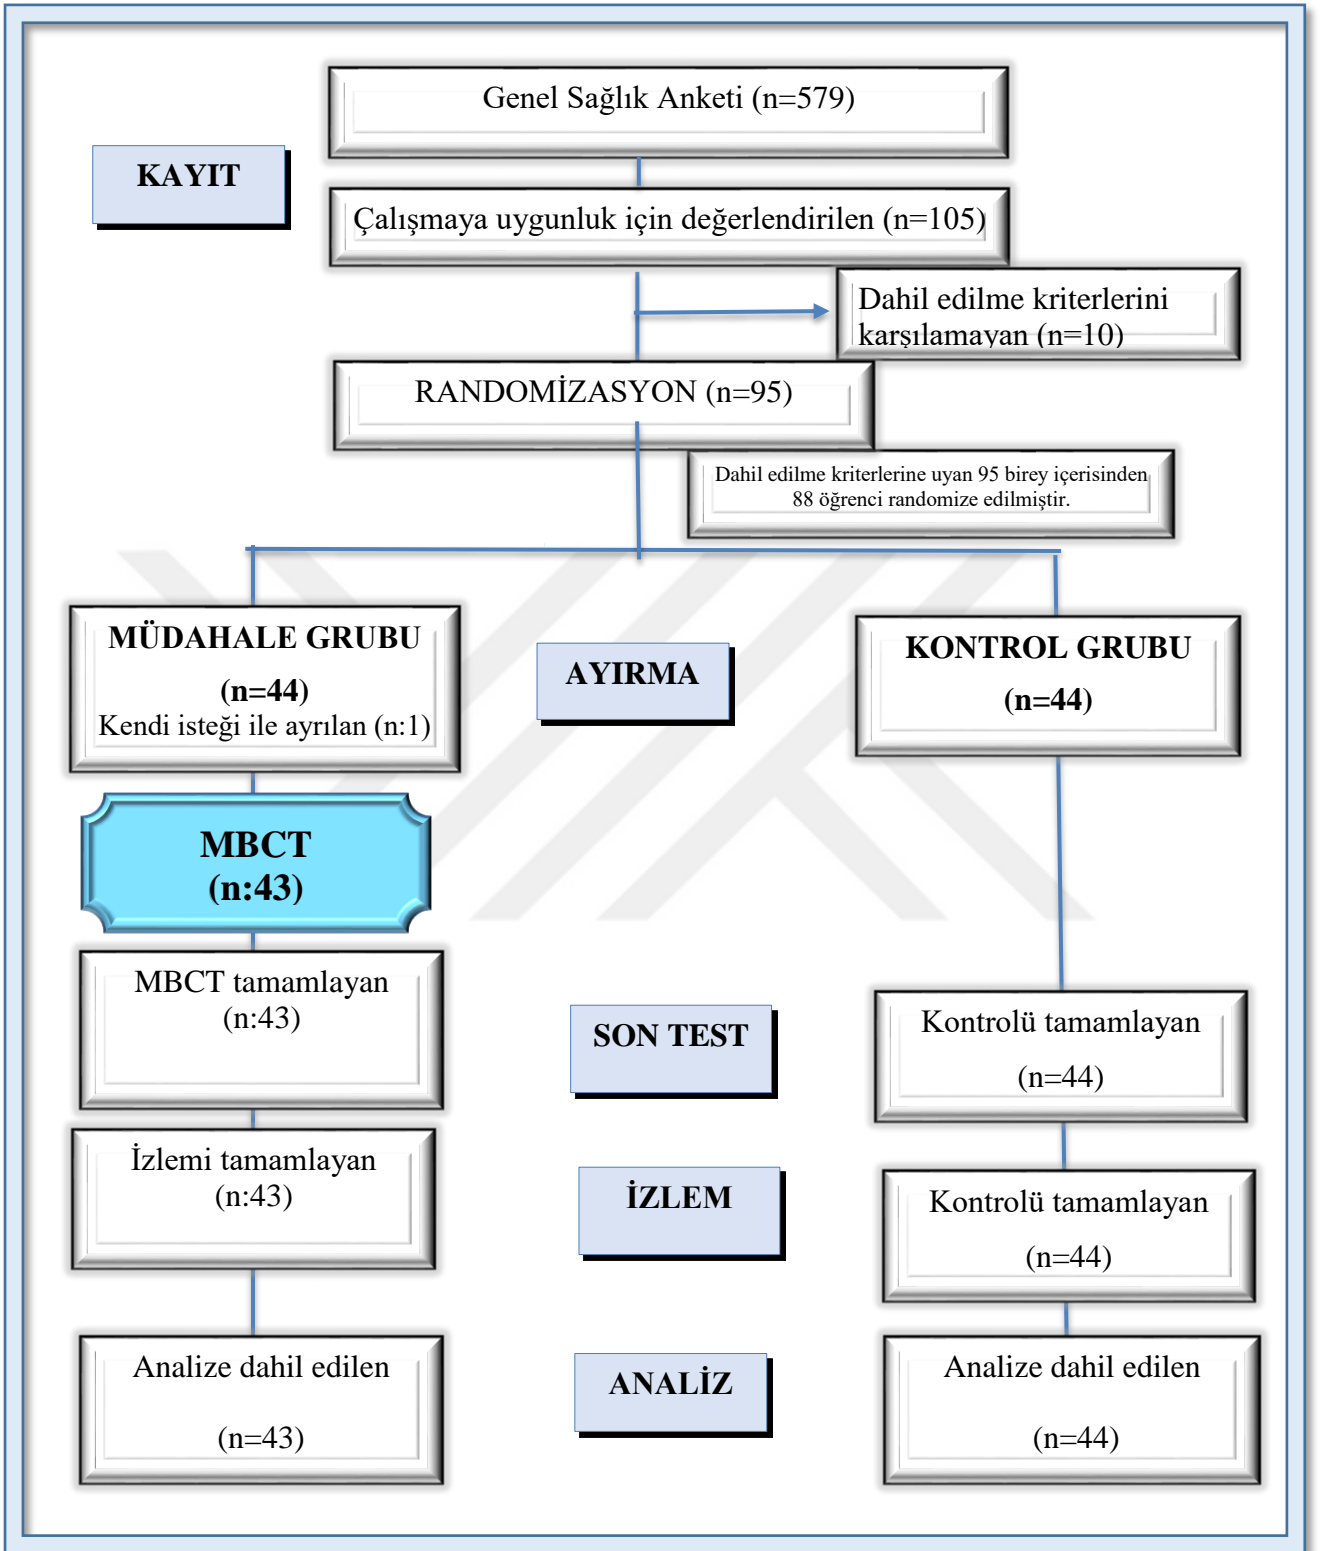 Genel Sağlık Anketi (n=579)
KAYIT
Çalışmaya uygunluk için değerlendirilen (n=105)
Dahil edilme kriterlerini
karşılamayan (n=10)
RANDOMİZASYON (n=95)
Dahil edilme kriterlerine uyan 95 birey içerisinden
88 öğrenci randomize edilmiştir.
MÜDAHALE GRUBU
(n=44)
Kendi isteği ile ayrılan (n:1)
AYIRMA
KONTROL GRUBU
(n=44)
MBCT
(n:43)
MBCT tamamlayan
(n:43)
SON TEST
Kontrolü tamamlayan
(n=44)
İzlemi tamamlayan
(n:43)
İZLEM
Kontrolü tamamlayan
(n=44)
Analize dahil edilen
(n=43)
ANALİZ
Analize dahil edilen
(n=44)